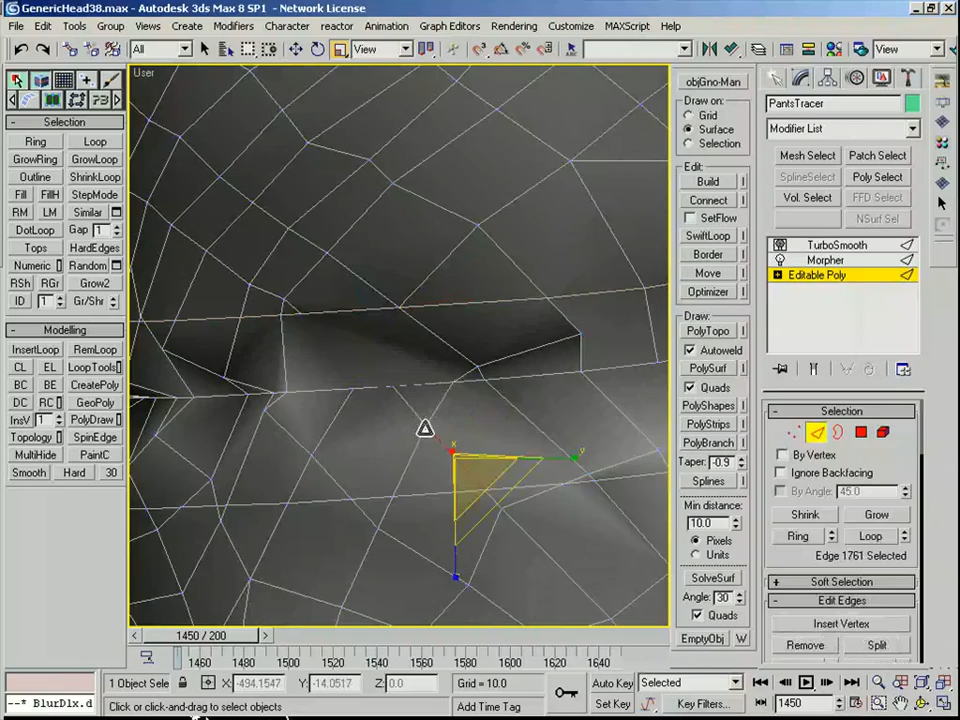 GenericHead38.max - Autodesk 3ds Max 8 SP1 - Network License
File Edit Tools Group Views Create Modifiers Character reactor Animation Graph Editors Rendering Customize MAXScript Help
All View View
User
Selection
Ring Loop
GrowRing GrowLoop
Outline ShrinkLoop
Fill FillH StepMode
RM LM Similar
DotLoop Gap 1
Tops HardEdges
Numeric Random
RSh RGr Grow2
ID 1 Gr/Shr
Modelling
InsertLoop RemLoop
CL EL LoopTools
BC BE CreatePoly
DC RC GeoPoly
InsV 1 PolyDraw
Topology SpinEdge
MultiHide PaintC
Smooth Hard 30
x
y
objGno-Man
Draw on:
Grid
Surface
Selection
Edit:
Build
Connect
SetFlow
SwiftLoop
Border
Move
Optimizer
Draw:
PolyTopo
Autoweld
PolySurf
Quads
PolyShapes
PolyStrips
PolyBranch
Taper: -0.9
Splines
Min distance:
10.0
Pixels
Units
SolveSurf
Angle: 30
Quads
EmptyObj W
PantsTracer
Modifier List
Mesh Select Patch Select
SplineSelect Poly Select
Vol. Select FFD Select
NSurf Sel
TurboSmooth
Morpher
Editable Poly
Selection
By Vertex
Ignore Backfacing
By Angle: 45.0
Shrink Grow
Ring Loop
Edge 1761 Selected
Soft Selection
Edit Edges
Insert Vertex
Remove Split
1450 / 200
1460 1480 1500 1520 1540 1560 1580 1600 1620 1640
1 Object Sele X: -494.1547 Y: -14.0517 Z: 0.0 Grid = 10.0 Auto Key Selected
--* BlurDlx.d Click or click-and-drag to select objects Add Time Tag Set Key Key Filters... 1450